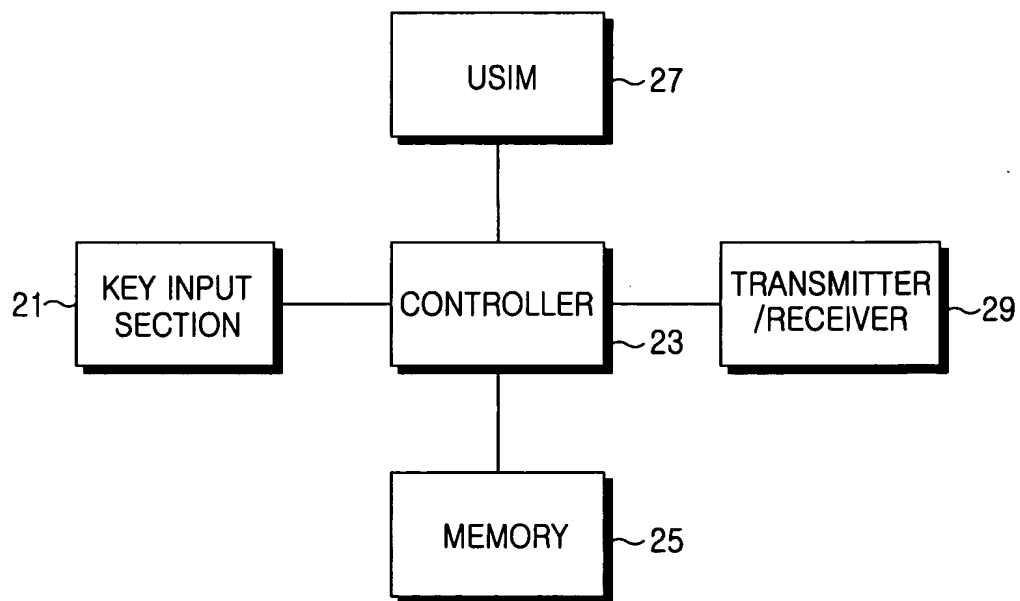 USIM
27
21
KEY INPUT
SECTION
CONTROLLER
23
TRANSMITTER
/RECEIVER
29
MEMORY
25